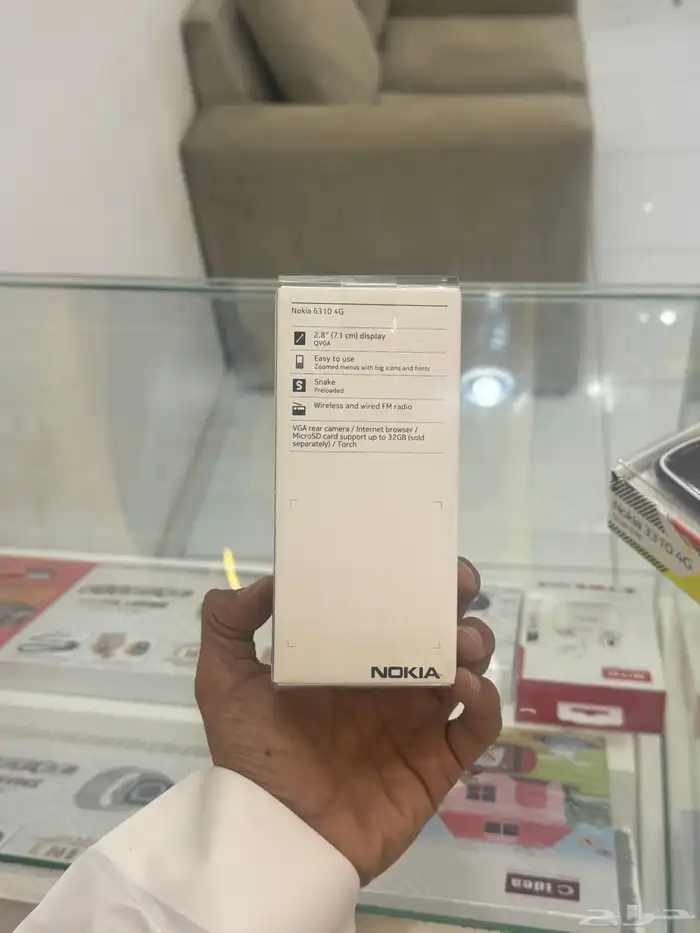 Nokia 6310 4G
2.8" (7.1 cm) display
QVGA
Easy to use
Zoomed menus with big icons and fonts
S
Snake
Preloaded
Wireless and wired FM radio
VGA rear camera / Internet browser /
MicroSD card support up to 32GB (sold
separately) / Torch
NOKIA
Nokia 3310 4G
حراج